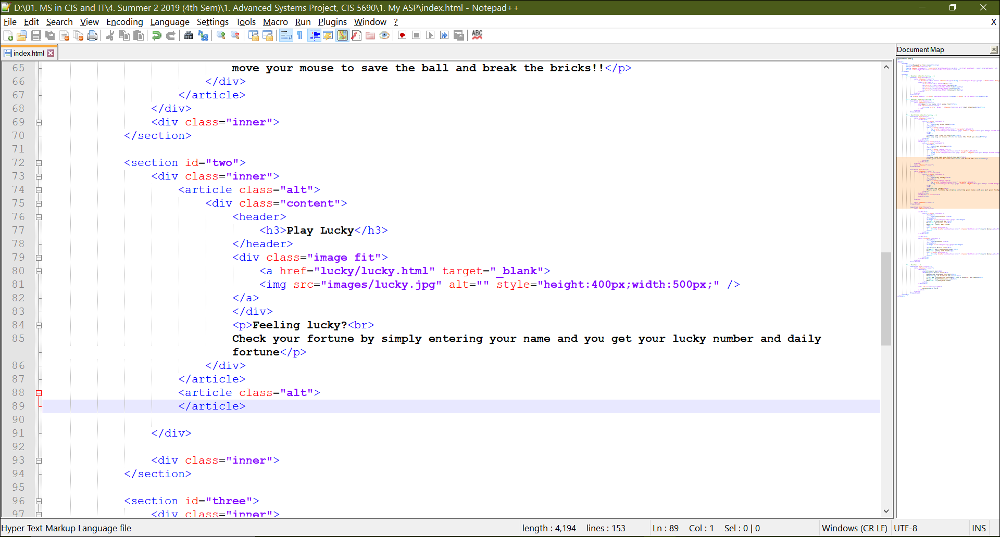 D:\01. MS in CIS and IT\4. Summer 2 2019 (4th Sem)\1. Advanced Systems Project, CIS 5690\1. My ASP\index.html - Notepad++
File Edit Search View Encoding Language Settings Tools Macro Run Plugins Window ? X
ABC
index.html
Document Map
65 move your mouse to save the ball and break the bricks!!</p>
66 </div>
67 </article>
68 </div>
69 <div class="inner">
70 </section>
71
72 <section id="two">
73 <div class="inner">
74 <article class="alt">
75 <div class="content">
76 <header>
77 <h3>Play Lucky</h3>
78 </header>
79 <div class="image fit">
80 <a href="lucky/lucky.html" target="_blank">
81 <img src="images/lucky.jpg" alt="" style="height:400px;width:500px;" />
82 </a>
83 </div>
84 <p>Feeling lucky?<br>
85 Check your fortune by simply entering your name and you get your lucky number and daily
fortune</p>
86 </div>
87 </article>
88 <article class="alt">
89 </article>
90
91 </div>
92
93 <div class="inner">
94 </section>
95
96 <section id="three">
97 <div class="inner">
Hyper Text Markup Language file length : 4,194 lines : 153 Ln : 89 Col : 1 Sel : 0 | 0 Windows (CR LF) UTF-8 INS